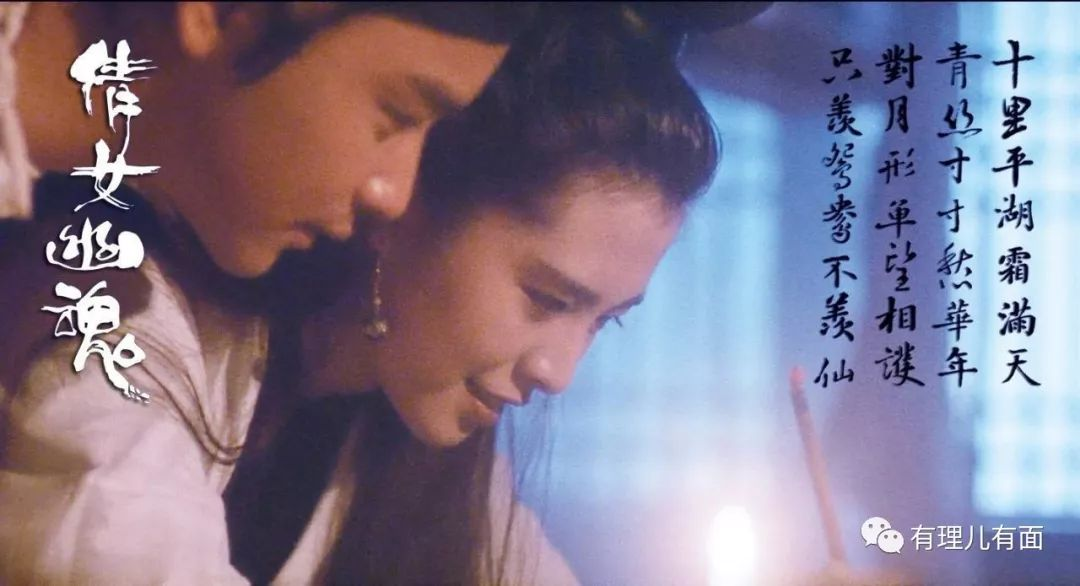 十里平湖霜滿天
青絲寸寸愁華年
對月形單望相護
只羨鴛鴦不羨仙
倩女幽魂
有理儿有面